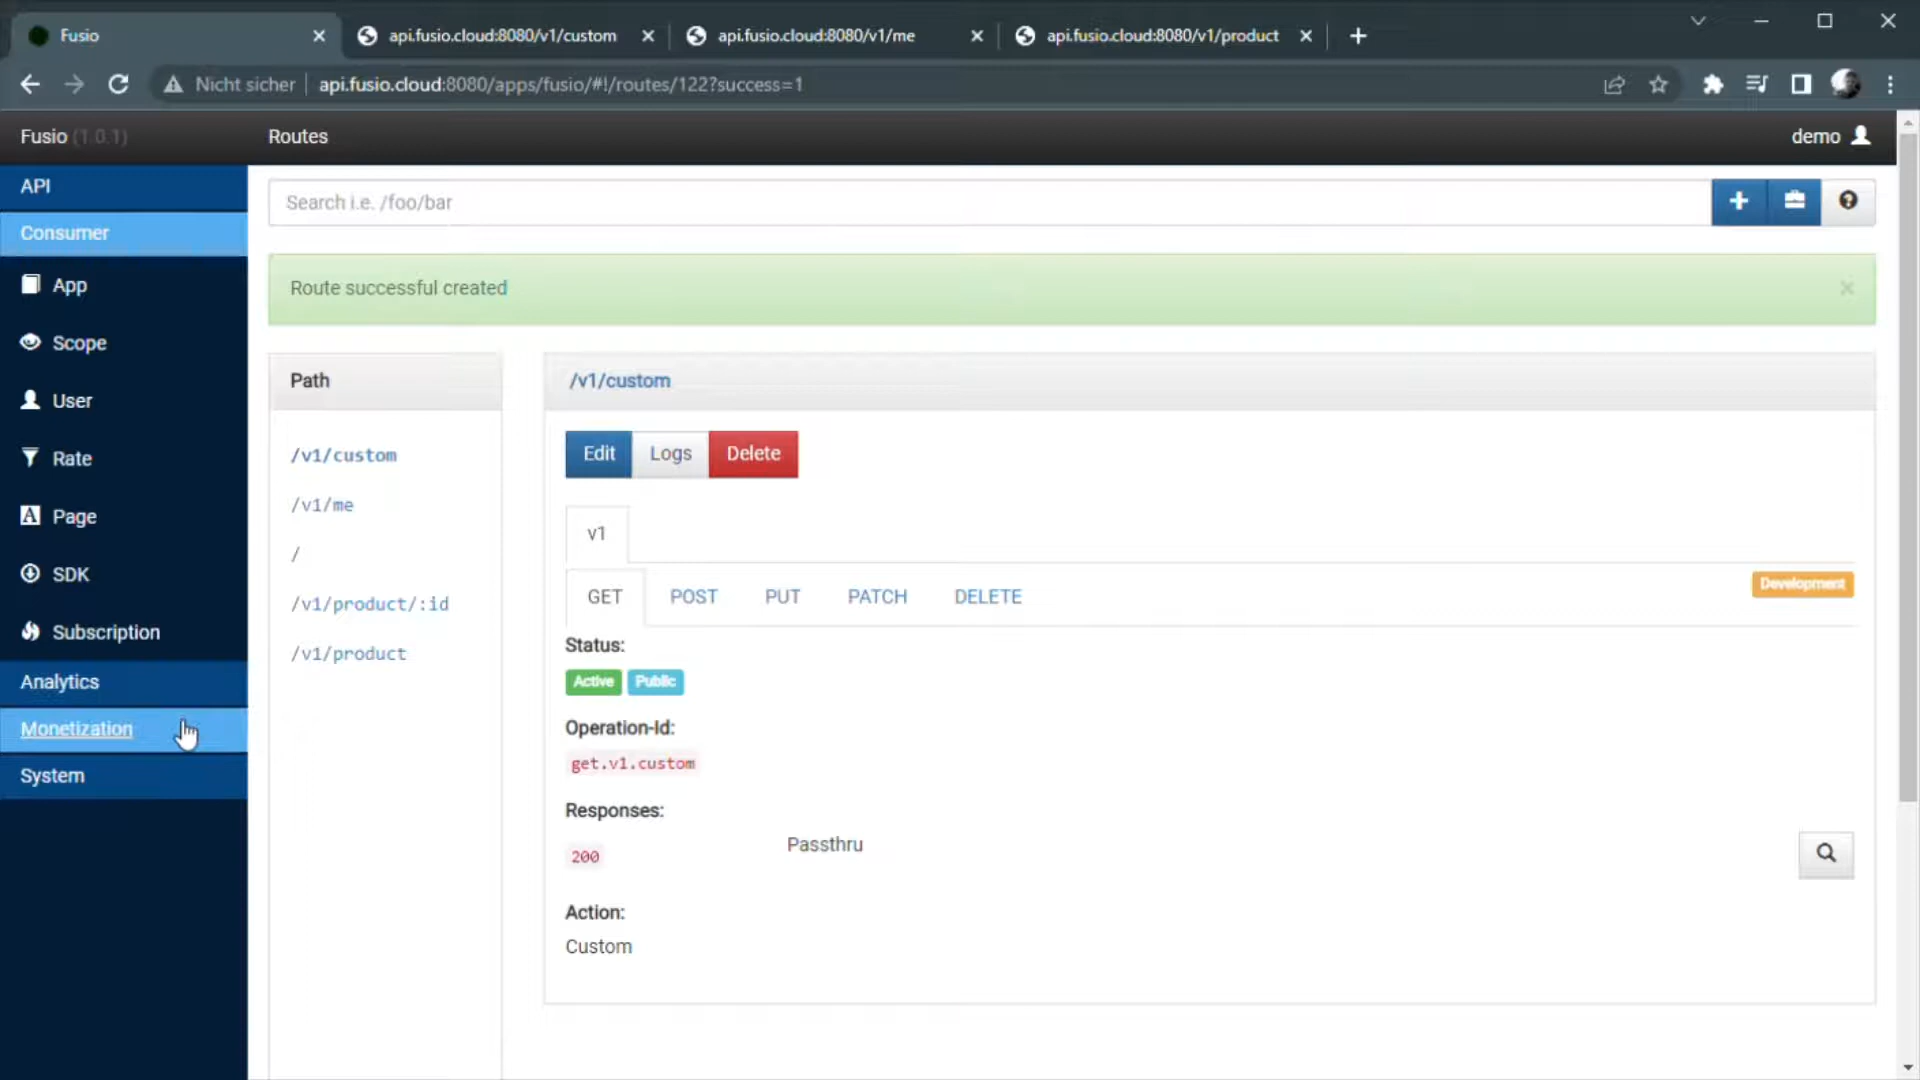 Fusio
api.fusio.cloud:8080/v1/custom
api.fusio.cloud:8080/v1/me
api.fusio.cloud:8080/v1/product
Nicht sicher
api.fusio.cloud:8080/apps/fusio/#!/routes/122?success=1
Fusio (1.0.1)
Routes
demo
API
Consumer
App
Scope
User
Rate
Page
SDK
Subscription
Analytics
Monetization
System
Search i.e. /foo/bar
Route successful created
Path
/v1/custom
/v1/me
/
/v1/product/:id
/v1/product
/v1/custom
Edit
Logs
Delete
v1
GET
POST
PUT
PATCH
DELETE
Development
Status:
Active
Public
Operation-Id:
get.v1.custom
Responses:
200
Passthru
Action:
Custom